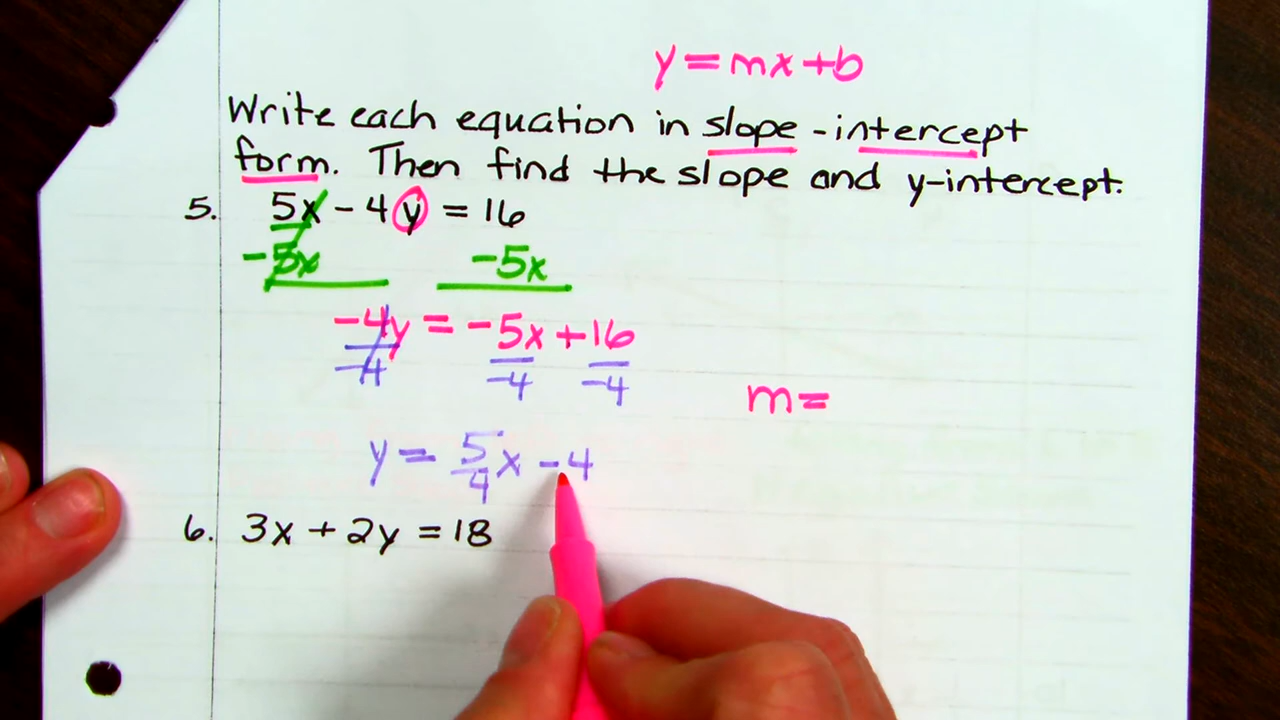 y = mx + b
Write each equation in slope-intercept
form. Then find the slope and y-intercept.
5. 5x - 4y = 16
-5x -5x
-4y = -5x + 16
-4 -4 -4
m =
y = 5/4 x - 4
6. 3x + 2y = 18